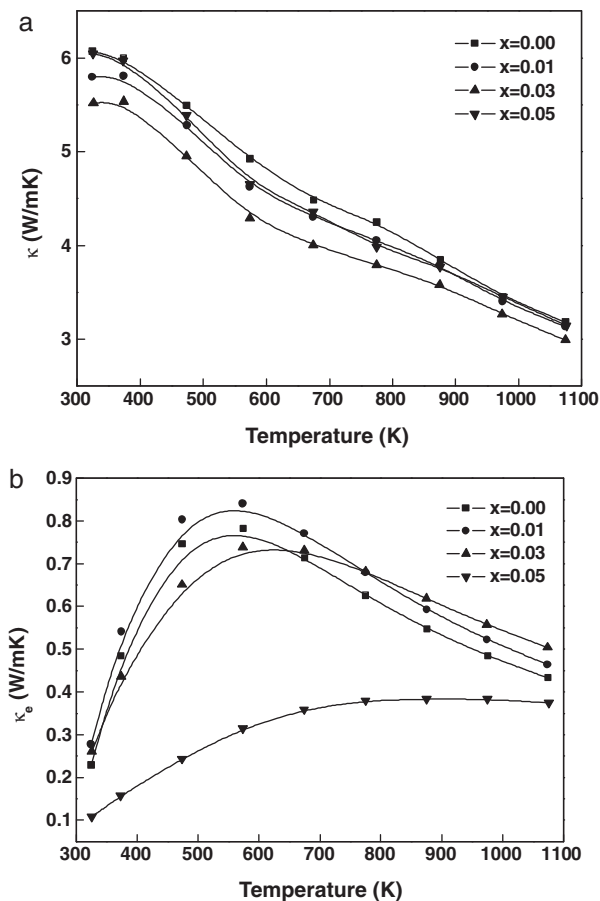 a
6
5
4
3
κ (W/mK)
x=0.00
x=0.01
x=0.03
x=0.05
300 400 500 600 700 800 900 1000 1100
Temperature (K)
b
0.9
0.8
0.7
0.6
0.5
0.4
0.3
0.2
0.1
κe (W/mK)
x=0.00
x=0.01
x=0.03
x=0.05
300 400 500 600 700 800 900 1000 1100
Temperature (K)